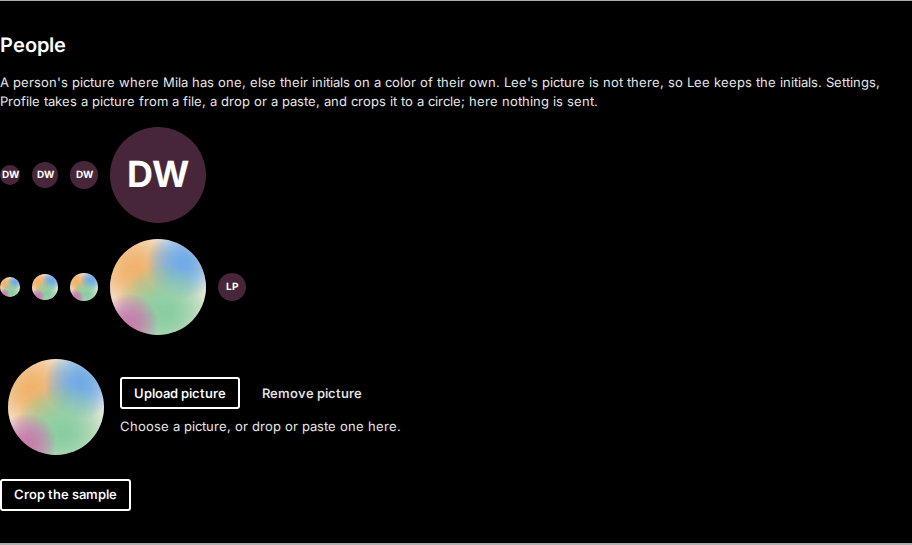 People
A person's picture where Mila has one, else their initials on a color of their own. Lee's picture is not there, so Lee keeps the initials. Settings,
Profile takes a picture from a file, a drop or a paste, and crops it to a circle; here nothing is sent.
DW DW DW DW
LP
Upload picture Remove picture
Choose a picture, or drop or paste one here.
Crop the sample